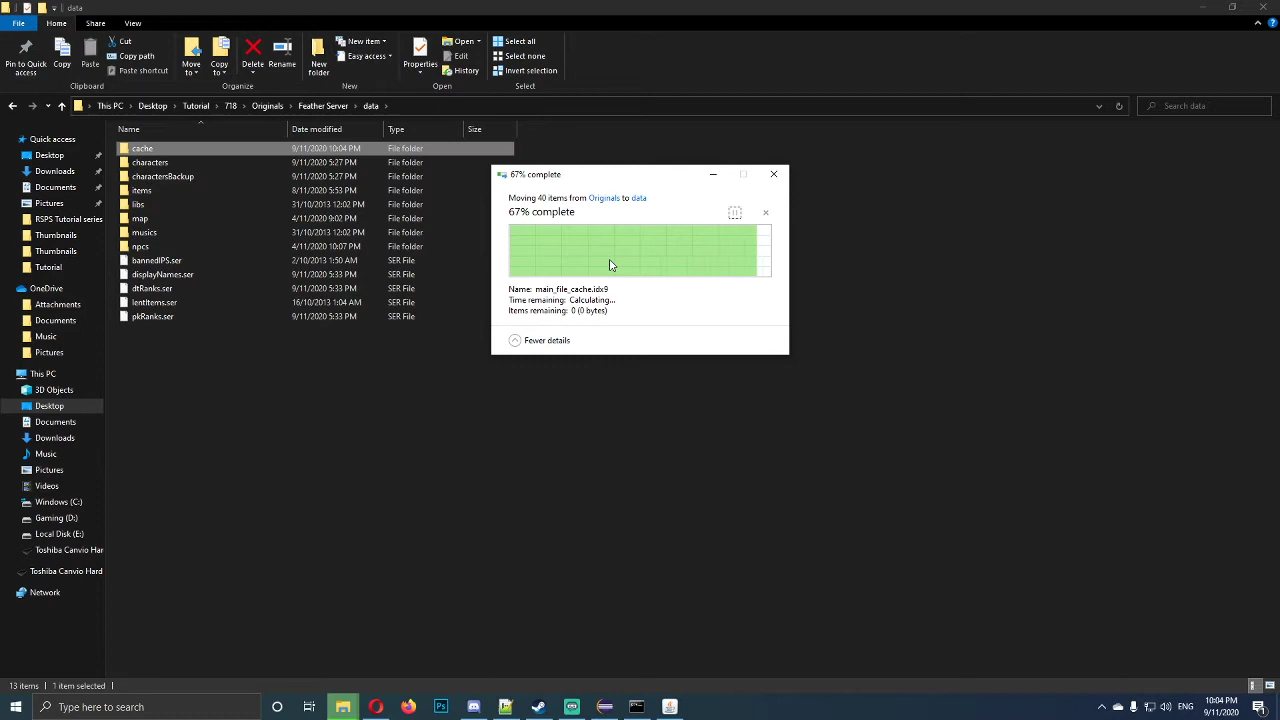 data
File
Home
Share
View
Pin to Quick access
Copy
Paste
Cut
Copy path
Paste shortcut
Clipboard
Move to
Copy to
Delete
Rename
Organize
New folder
New item
Easy access
New
Properties
Open
Edit
History
Open
Select all
Select none
Invert selection
Select
This PC > Desktop > Tutorial > 718 > Originals > Feather Server > data >
Search data
Name Date modified Type Size
cache 9/11/2020 10:04 PM File folder
characters 9/11/2020 5:27 PM File folder
charactersBackup 9/11/2020 5:27 PM File folder
items 8/11/2020 5:53 PM File folder
libs 31/10/2013 12:02 PM File folder
map 4/11/2020 9:02 PM File folder
musics 31/10/2013 12:02 PM File folder
npcs 4/11/2020 10:07 PM File folder
bannedIPS.ser 2/10/2013 1:50 AM SER File
displayNames.ser 9/11/2020 5:33 PM SER File
dtRanks.ser 9/11/2020 5:33 PM SER File
lentItems.ser 16/10/2013 1:04 AM SER File
pkRanks.ser 9/11/2020 5:33 PM SER File
Quick access
Desktop
Downloads
Documents
Pictures
RSPS Tutorial series
Thumbnails
Thumbnails
Tutorial
OneDrive
Attachments
Documents
Music
Pictures
This PC
3D Objects
Desktop
Documents
Downloads
Music
Pictures
Videos
Windows (C:)
Gaming (D:)
Local Disk (E:)
Toshiba Canvio Har
Toshiba Canvio Hard
Network
67% complete
Moving 40 items from Originals to data
67% complete
Name: main_file_cache.idx9
Time remaining: Calculating...
Items remaining: 0 (0 bytes)
Fewer details
13 items
1 item selected
Type here to search
Ps
ENG
10:04 PM
9/11/2020